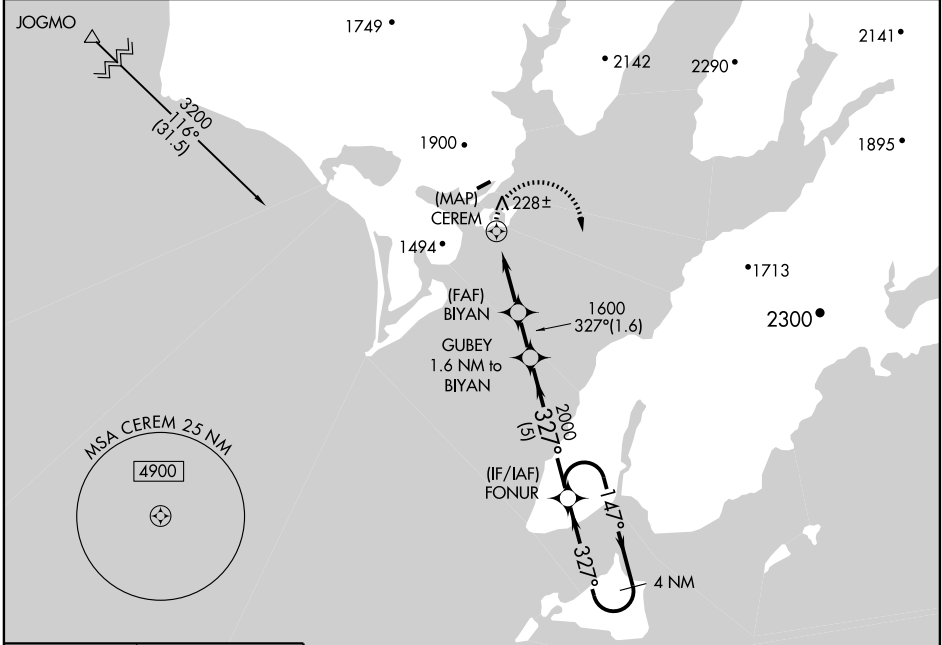 JOGMO
1749
2142
2290
2141
3200
116°
(31.5)
1900
1895
(MAP)
CEREM
228±
1494
1713
(FAF)
BIYAN
1600
327°(1.6)
2300
GUBEY
1.6 NM to
BIYAN
2000
327°
(5)
MSA CEREM 25 NM
4900
(IF/IAF)
FONUR
147°
327°
4 NM